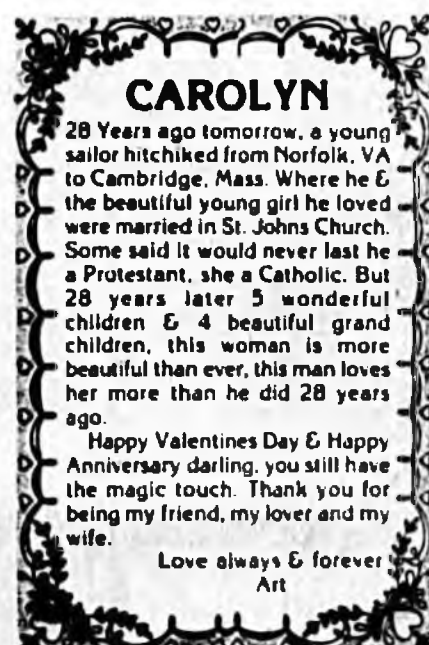 CAROLYN
28 Years ago tomorrow, a young
sailor hitchiked from Norfolk, VA
to Cambridge, Mass. Where he &
the beautiful young girl he loved
were married in St. Johns Church.
Some said it would never last he
a Protestant, she a Catholic. But
28 years later 5 wonderful
children & 4 beautiful grand
children, this woman is more
beautiful than ever, this man loves
her more than he did 28 years
ago.
Happy Valentines Day & Happy
Anniversary darling, you still have
the magic touch. Thank you for
being my friend, my lover and my
wife.
Love always & forever
Art